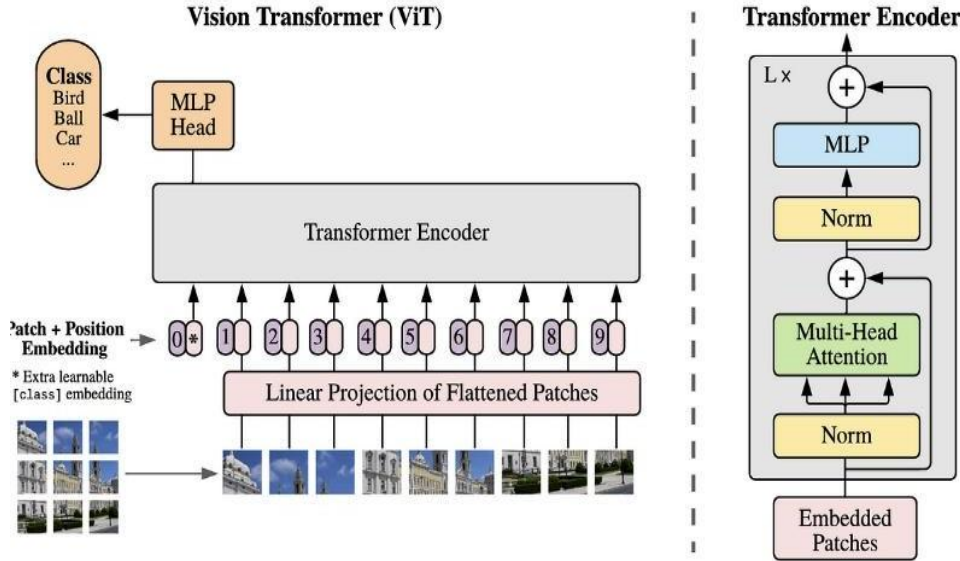 Vision Transformer (ViT)
Class
Bird
Ball
Car
...
MLP
Head
Transformer Encoder
Patch + Position
Embedding
0 * 1 2 3 4 5 6 7 8 9
* Extra learnable
[class] embedding
Linear Projection of Flattened Patches
Transformer Encoder
L x
+
MLP
Norm
+
Multi-Head
Attention
Norm
Embedded
Patches